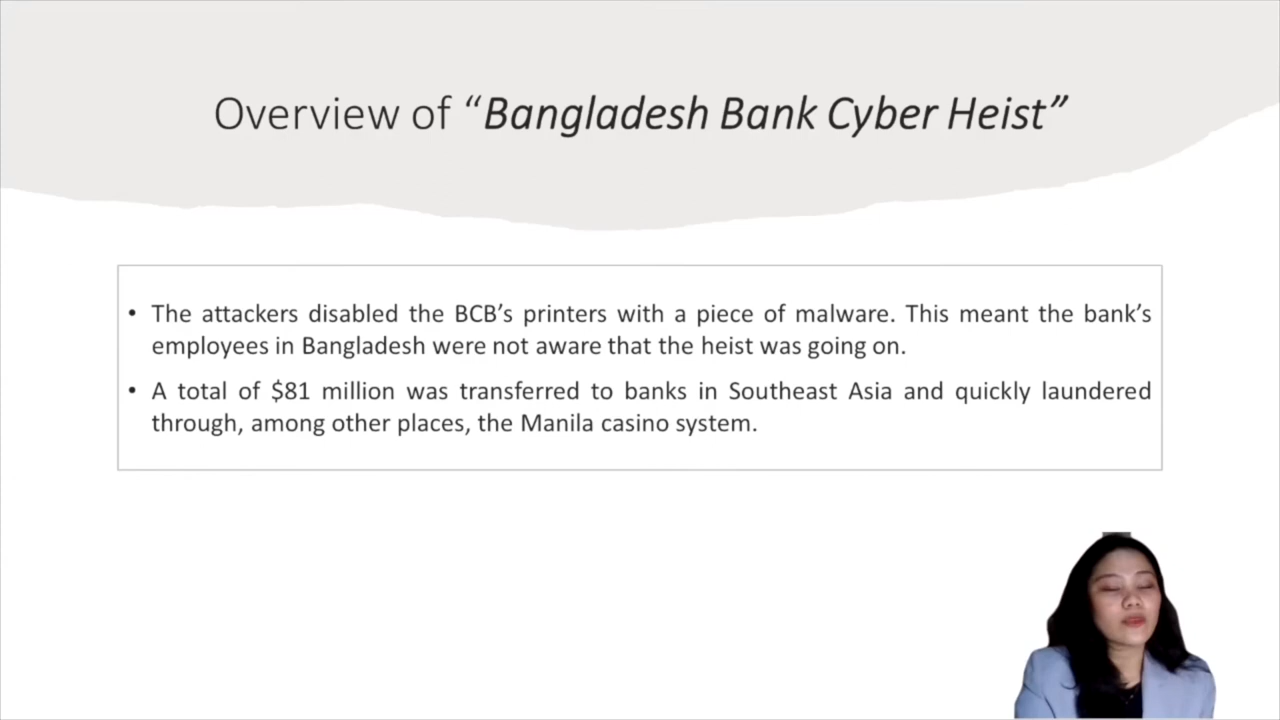 Overview of “Bangladesh Bank Cyber Heist”
• The attackers disabled the BCB’s printers with a piece of malware. This meant the bank’s
employees in Bangladesh were not aware that the heist was going on.
• A total of $81 million was transferred to banks in Southeast Asia and quickly laundered
through, among other places, the Manila casino system.